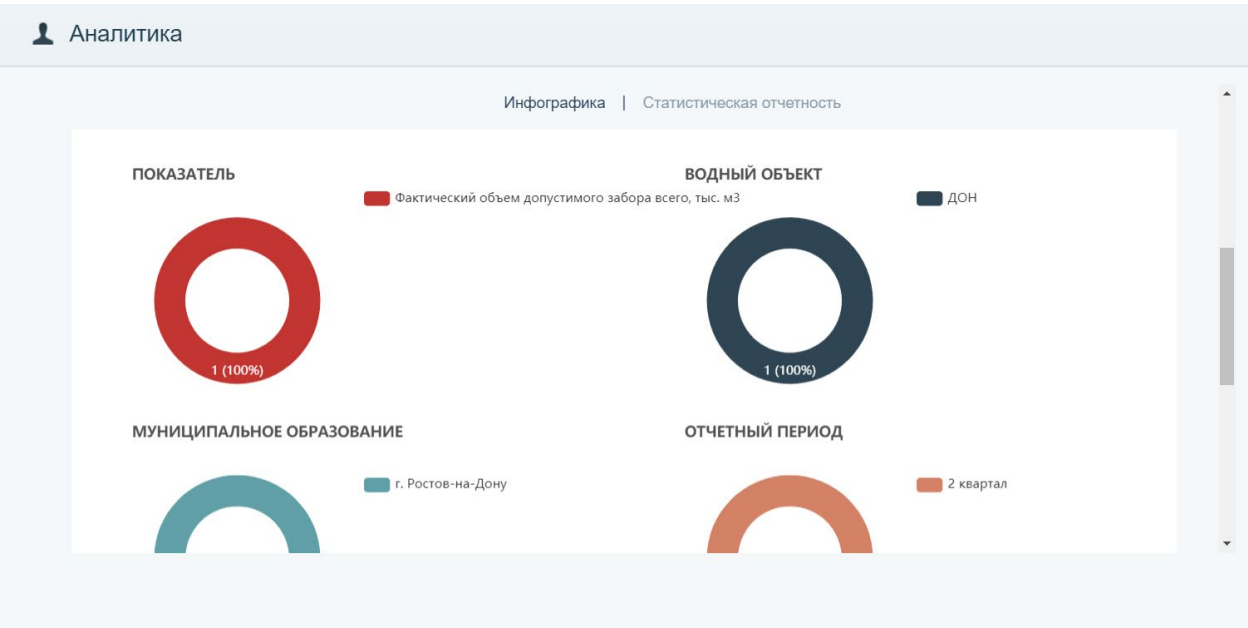 Аналитика
Инфографика | Статистическая отчетность
ПОКАЗАТЕЛЬ
Фактический объем допустимого забора всего, тыс. м3
1 (100%)
ВОДНЫЙ ОБЪЕКТ
ДОН
1 (100%)
МУНИЦИПАЛЬНОЕ ОБРАЗОВАНИЕ
г. Ростов-на-Дону
ОТЧЕТНЫЙ ПЕРИОД
2 квартал